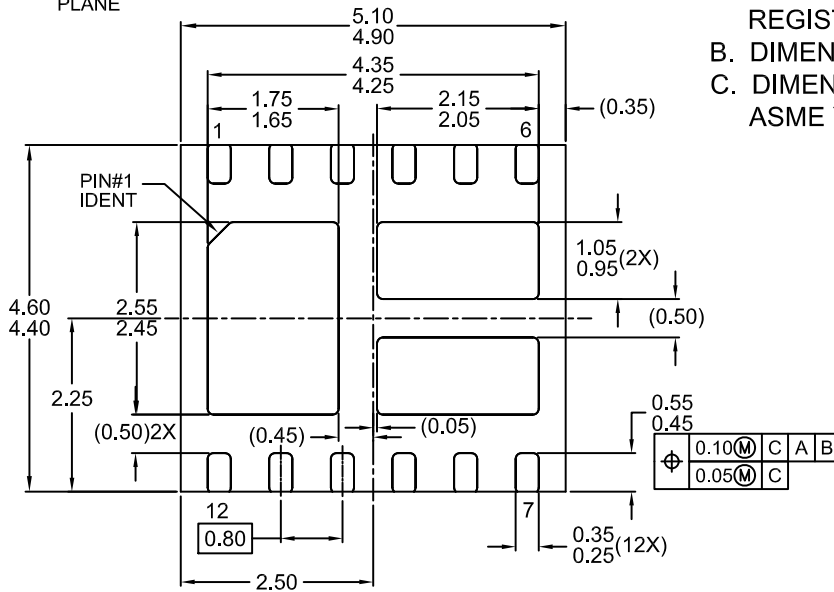 PLANE
5.10
4.90
REGIST
B. DIMEN
4.35
4.25
C. DIMEN
1.75
1.65
2.15
2.05
(0.35)
ASME
1
6
PIN#1
IDENT
1.05
0.95(2X)
4.60
4.40
2.55
2.45
(0.50)
2.25
0.55
0.45
(0.50)2X
(0.45)
(0.05)
0.10Ⓜ C A B
0.05Ⓜ C
12
7
0.80
0.35
0.25(12X)
2.50